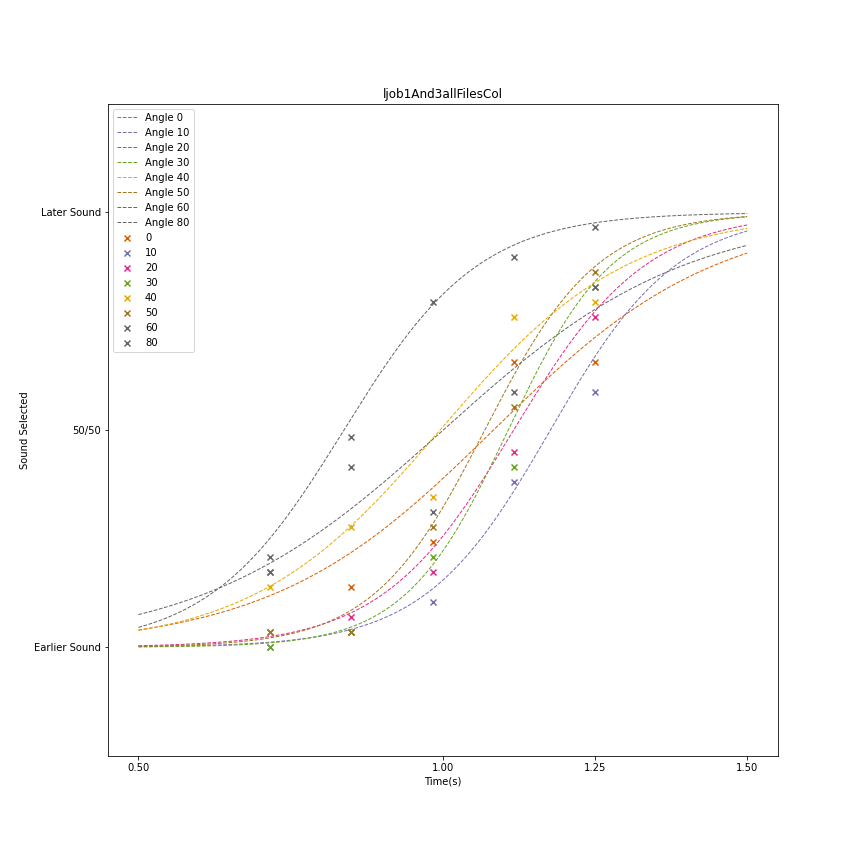 ljob1And3allFilesCol
Angle 0
Angle 10
Angle 20
Angle 30
Angle 40
Angle 50
Angle 60
Angle 80
0
10
20
30
40
50
60
80
Later Sound
50/50
Earlier Sound
Sound Selected
0.50
1.00
1.25
1.50
Time(s)